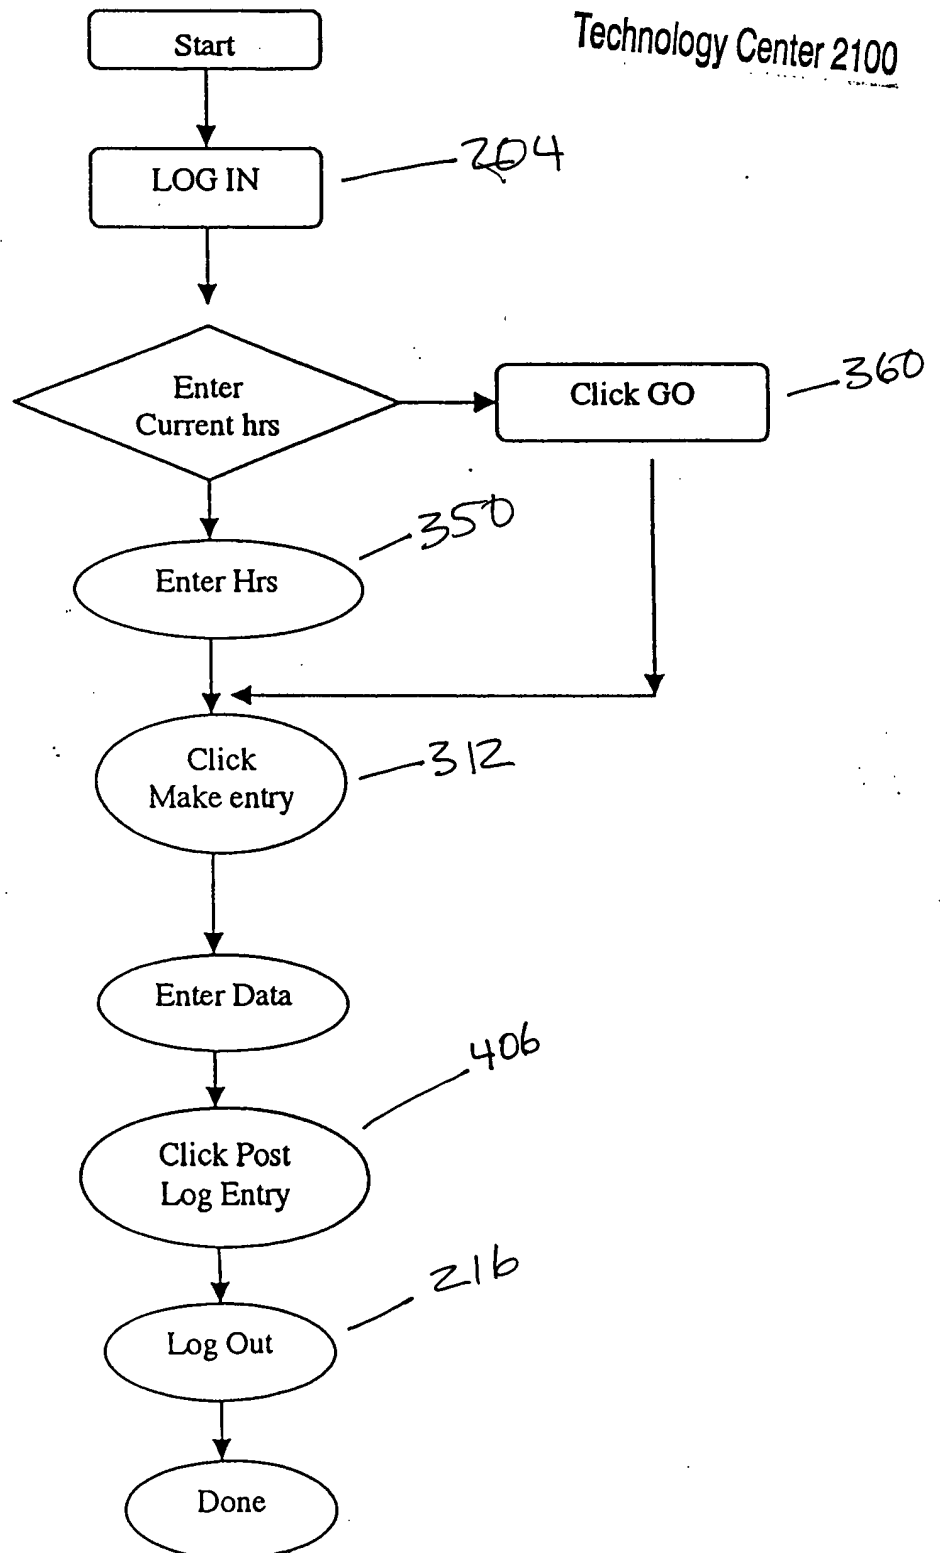 Technology Center 2100
Start
LOG IN
204
Enter
Current hrs
Click GO
360
350
Enter Hrs
Click
Make entry
312
Enter Data
406
Click Post
Log Entry
216
Log Out
Done